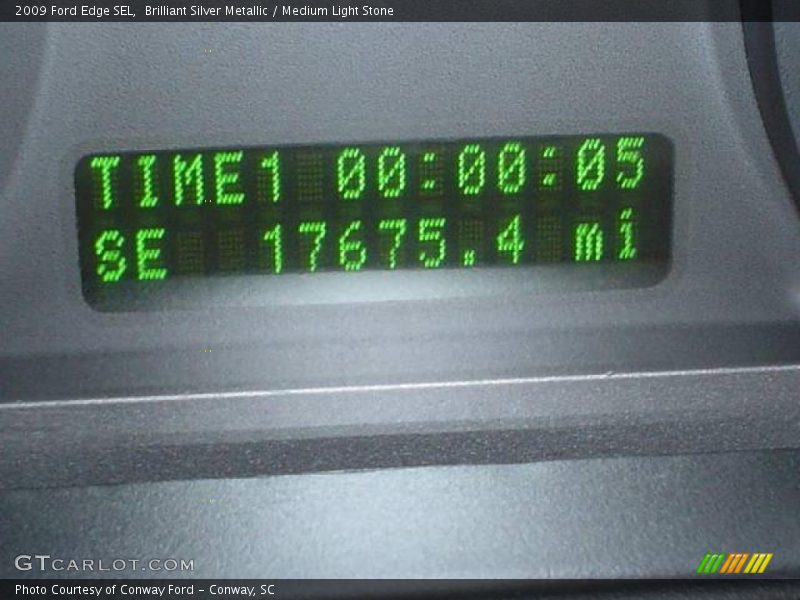 2009 Ford Edge SEL,  Brilliant Silver Metallic / Medium Light Stone
TIME1 00:00:05
SE 17675.4 mi
GTCARLOT.COM
Photo Courtesy of Conway Ford - Conway, SC